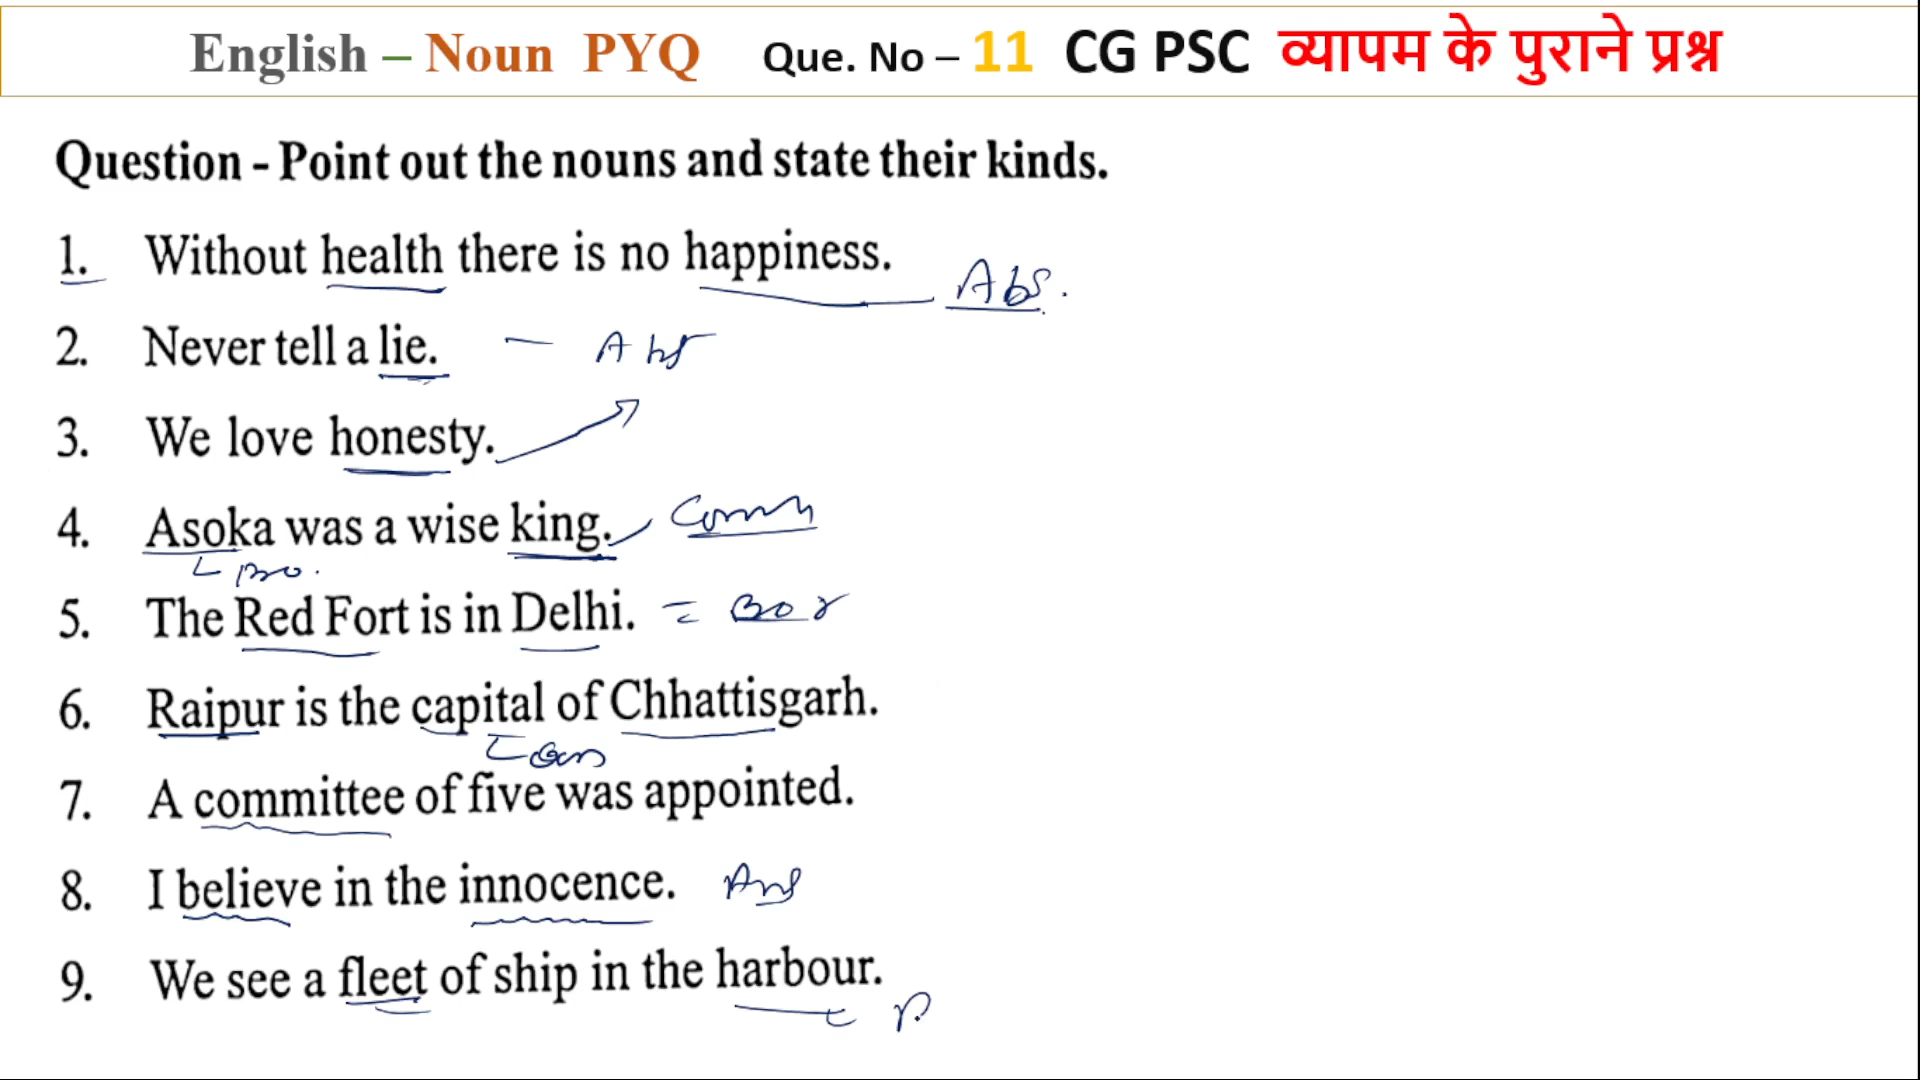 English – Noun PYQ Que. No – 11 CG PSC व्यापम के पुराने प्रश्न
Question - Point out the nouns and state their kinds.
1. Without health there is no happiness.
Abs.
2. Never tell a lie. – Abs
3. We love honesty.
4. Asoka was a wise king.
Pro.
5. The Red Fort is in Delhi. =
6. Raipur is the capital of Chhattisgarh.
7. A committee of five was appointed.
8. I believe in the innocence.
9. We see a fleet of ship in the harbour.